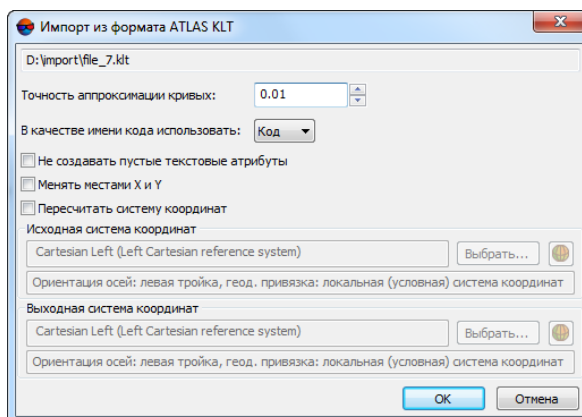 Импорт из формата ATLAS KLT
D:\import\file_7.klt
Точность аппроксимации кривых: 0.01
В качестве имени кода использовать: Код
Не создавать пустые текстовые атрибуты
Менять местами X и Y
Пересчитать систему координат
Исходная система координат
Cartesian Left (Left Cartesian reference system) Выбрать...
Ориентация осей: левая тройка, геод. привязка: локальная (условная) система координат
Выходная система координат
Cartesian Left (Left Cartesian reference system) Выбрать...
Ориентация осей: левая тройка, геод. привязка: локальная (условная) система координат
OK Отмена